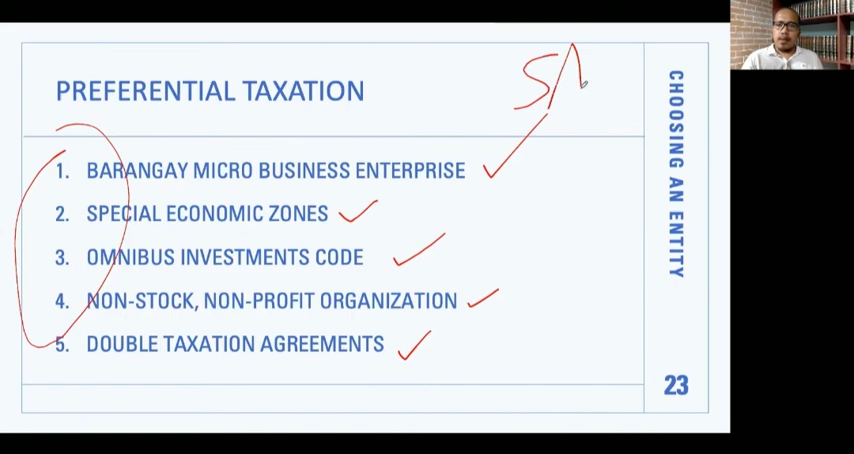 PREFERENTIAL TAXATION
1. BARANGAY MICRO BUSINESS ENTERPRISE
2. SPECIAL ECONOMIC ZONES
3. OMNIBUS INVESTMENTS CODE
4. NON-STOCK, NON-PROFIT ORGANIZATION
5. DOUBLE TAXATION AGREEMENTS
CHOOSING AN ENTITY
23